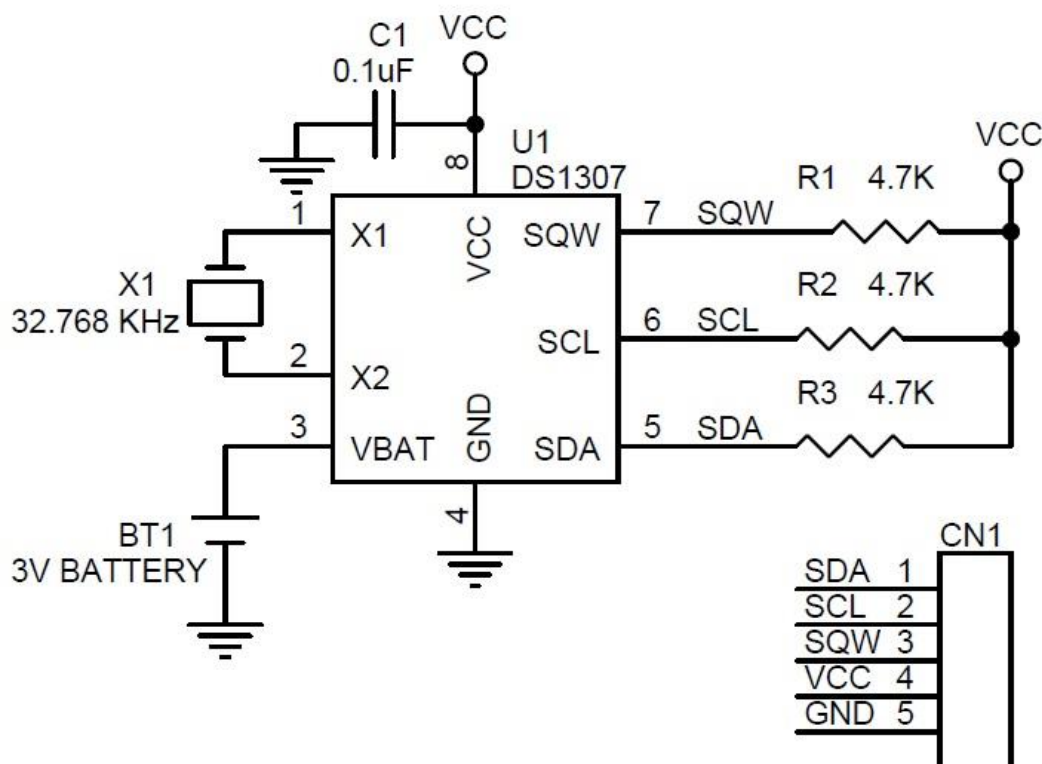 C1
0.1uF
VCC
U1
DS1307
8
1
X1
VCC
SQW
7
SQW
R1 4.7K
VCC
X1
32.768 KHz
R2 4.7K
SCL
6
SCL
2
X2
R3 4.7K
3
VBAT
GND
SDA
5
SDA
4
BT1
3V BATTERY
CN1
SDA 1
SCL 2
SQW 3
VCC 4
GND 5